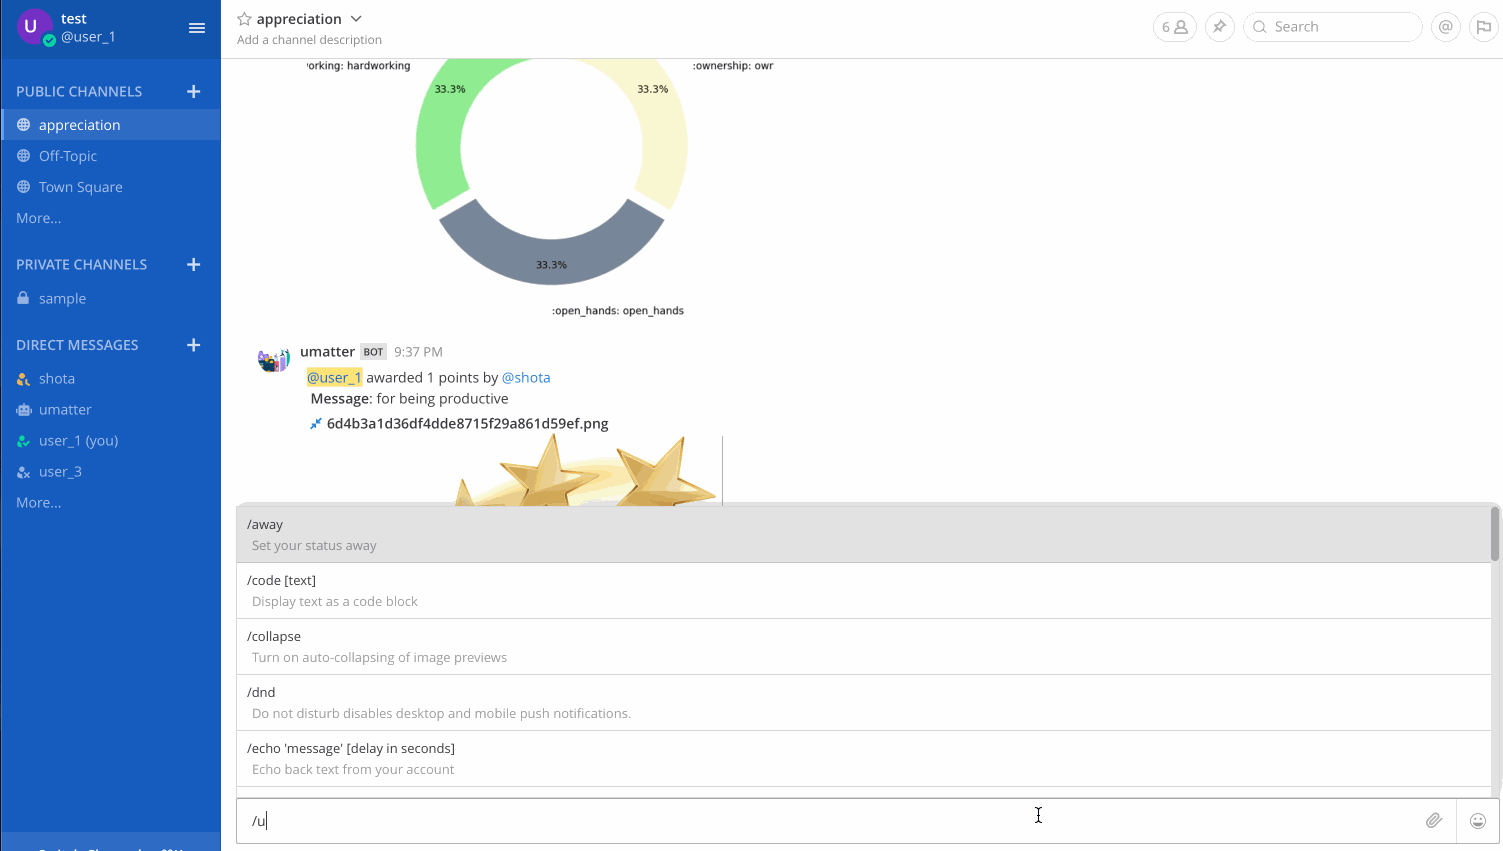 U
test
@user_1
PUBLIC CHANNELS
appreciation
Off-Topic
Town Square
More...
PRIVATE CHANNELS
sample
DIRECT MESSAGES
shota
umatter
user_1 (you)
user_3
More...
appreciation
Add a channel description
6
Search
orking: hardworking
:ownership: owr
33.3%
33.3%
33.3%
:open_hands: open_hands
umatter BOT 9:37 PM
@user_1 awarded 1 points by @shota
Message: for being productive
6d4b3a1d36df4dde8715f29a861d59ef.png
/away
Set your status away
/code [text]
Display text as a code block
/collapse
Turn on auto-collapsing of image previews
/dnd
Do not disturb disables desktop and mobile push notifications.
/echo 'message' [delay in seconds]
Echo back text from your account
/u